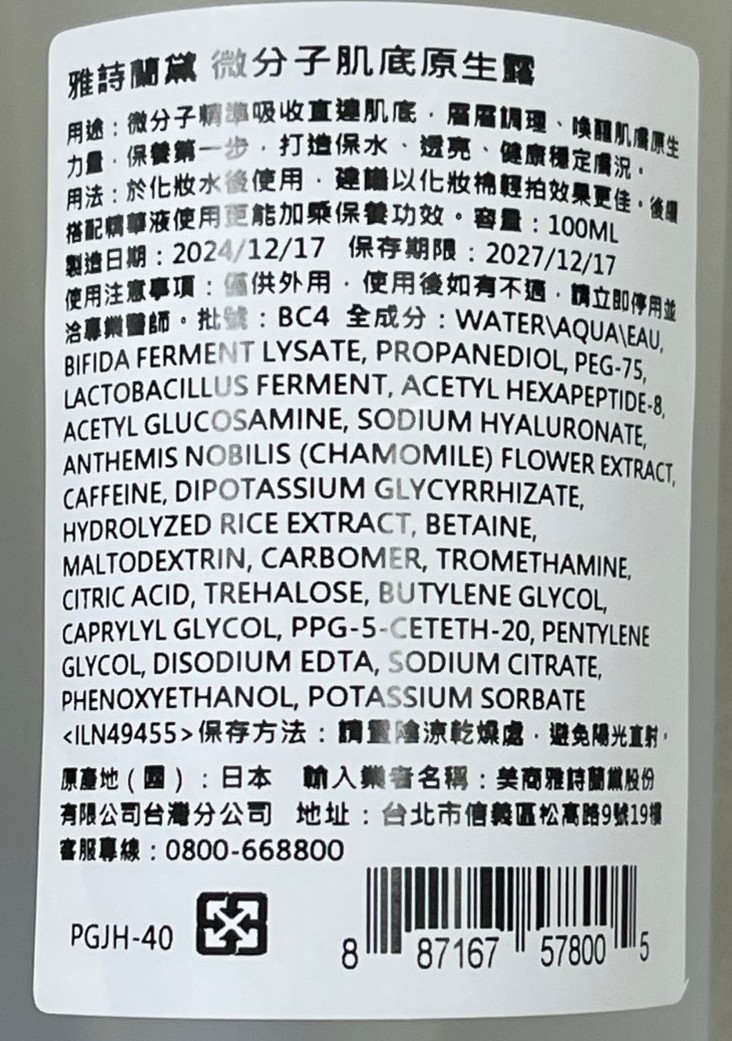 雅詩蘭黛 微分子肌底原生露
用途：微分子精準吸收直達肌底，層層調理、喚醒肌膚原生
力量，保養第一步，打造保水、透亮、健康穩定膚況。
用法：於化妝水後使用，建議以化妝棉輕拍效果更佳。後續
搭配精華液使用更能加乘保養功效。容量：100ML
製造日期：2024/12/17 保存期限：2027/12/17
使用注意事項：僅供外用，使用後如有不適，請立即停用並
洽專業醫師。批號：BC4 全成分：WATER\AQUA\EAU,
BIFIDA FERMENT LYSATE, PROPANEDIOL, PEG-75,
LACTOBACILLUS FERMENT, ACETYL HEXAPEPTIDE-8,
ACETYL GLUCOSAMINE, SODIUM HYALURONATE,
ANTHEMIS NOBILIS (CHAMOMILE) FLOWER EXTRACT,
CAFFEINE, DIPOTASSIUM GLYCYRRHIZATE,
HYDROLYZED RICE EXTRACT, BETAINE,
MALTODEXTRIN, CARBOMER, TROMETHAMINE,
CITRIC ACID, TREHALOSE, BUTYLENE GLYCOL,
CAPRYLYL GLYCOL, PPG-5-CETETH-20, PENTYLENE
GLYCOL, DISODIUM EDTA, SODIUM CITRATE,
PHENOXYETHANOL, POTASSIUM SORBATE
<ILN49455>保存方法：請置陰涼乾燥處，避免陽光直射。
原產地（國）：日本 輸入業者名稱：美商雅詩蘭黛股份
有限公司台灣分公司 地址：台北市信義區松高路9號19樓
客服專線：0800-668800
PGJH-40
8 87167 57800 5